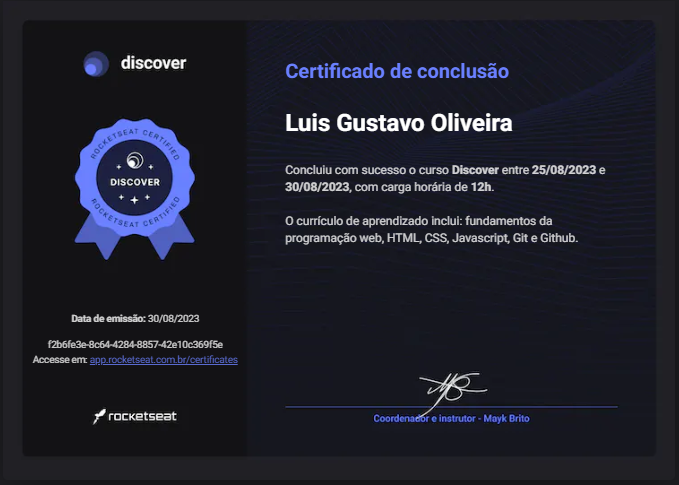 discover
ROCKETSEAT CERTIFIED
DISCOVER
ROCKETSEAT CERTIFIED
Data de emissão: 30/08/2023
f2b6fe3e-8c64-4284-8857-42e10c369f5e
Accesse em: app.rocketseat.com.br/certificates
rocketseat
Certificado de conclusão
Luis Gustavo Oliveira
Concluiu com sucesso o curso Discover entre 25/08/2023 e
30/08/2023, com carga horária de 12h.
O currículo de aprendizado inclui: fundamentos da
programação web, HTML, CSS, Javascript, Git e Github.
Coordenador e instrutor - Mayk Brito